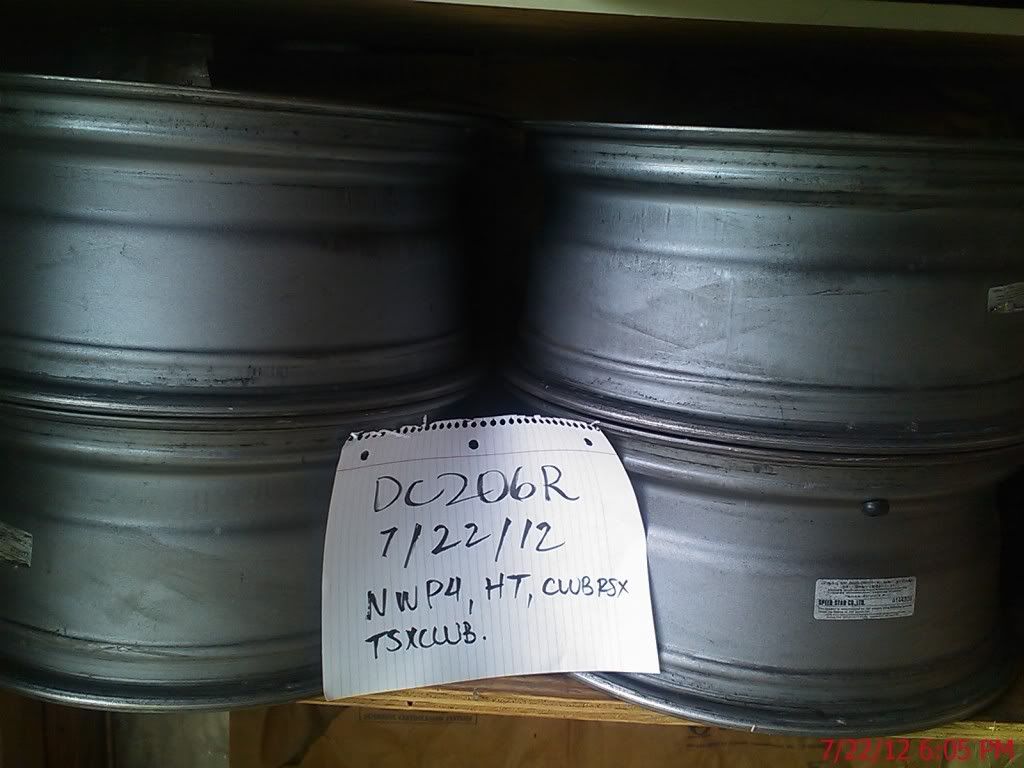 DC206R
7/22/12
NWP4, HT, CLUBRSX
TSXCLUB.
SPEED STAR CO.,LTD.
7/22/12 6:05 PM